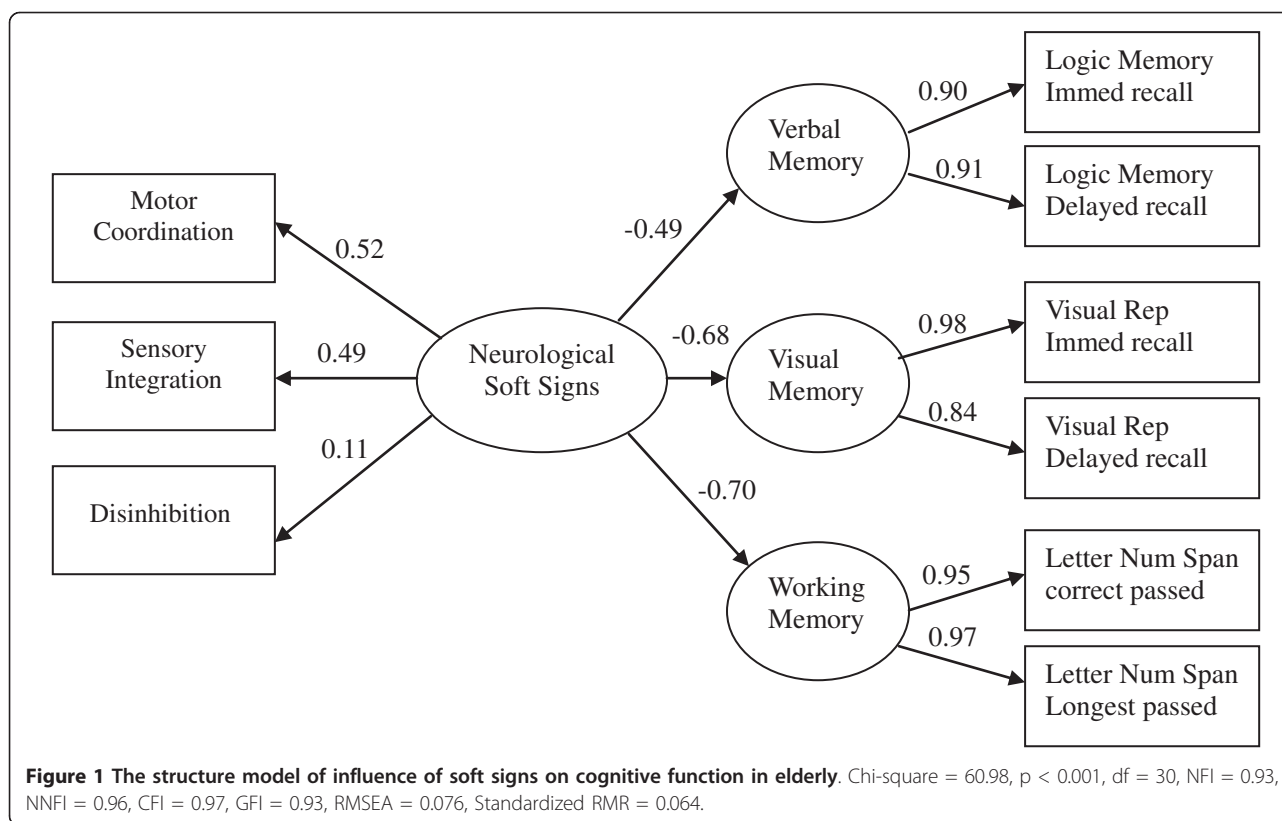 Motor
Coordination
Sensory
Integration
Disinhibition
0.52
0.49
0.11
Neurological
Soft Signs
-0.49
-0.68
-0.70
Verbal
Memory
Visual
Memory
Working
Memory
0.90
0.91
0.98
0.84
0.95
0.97
Logic Memory
Immed recall
Logic Memory
Delayed recall
Visual Rep
Immed recall
Visual Rep
Delayed recall
Letter Num Span
correct passed
Letter Num Span
Longest passed
Figure 1 The structure model of influence of soft signs on cognitive function in elderly. Chi-square = 60.98, p < 0.001, df = 30, NFI = 0.93,
NNFI = 0.96, CFI = 0.97, GFI = 0.93, RMSEA = 0.076, Standardized RMR = 0.064.